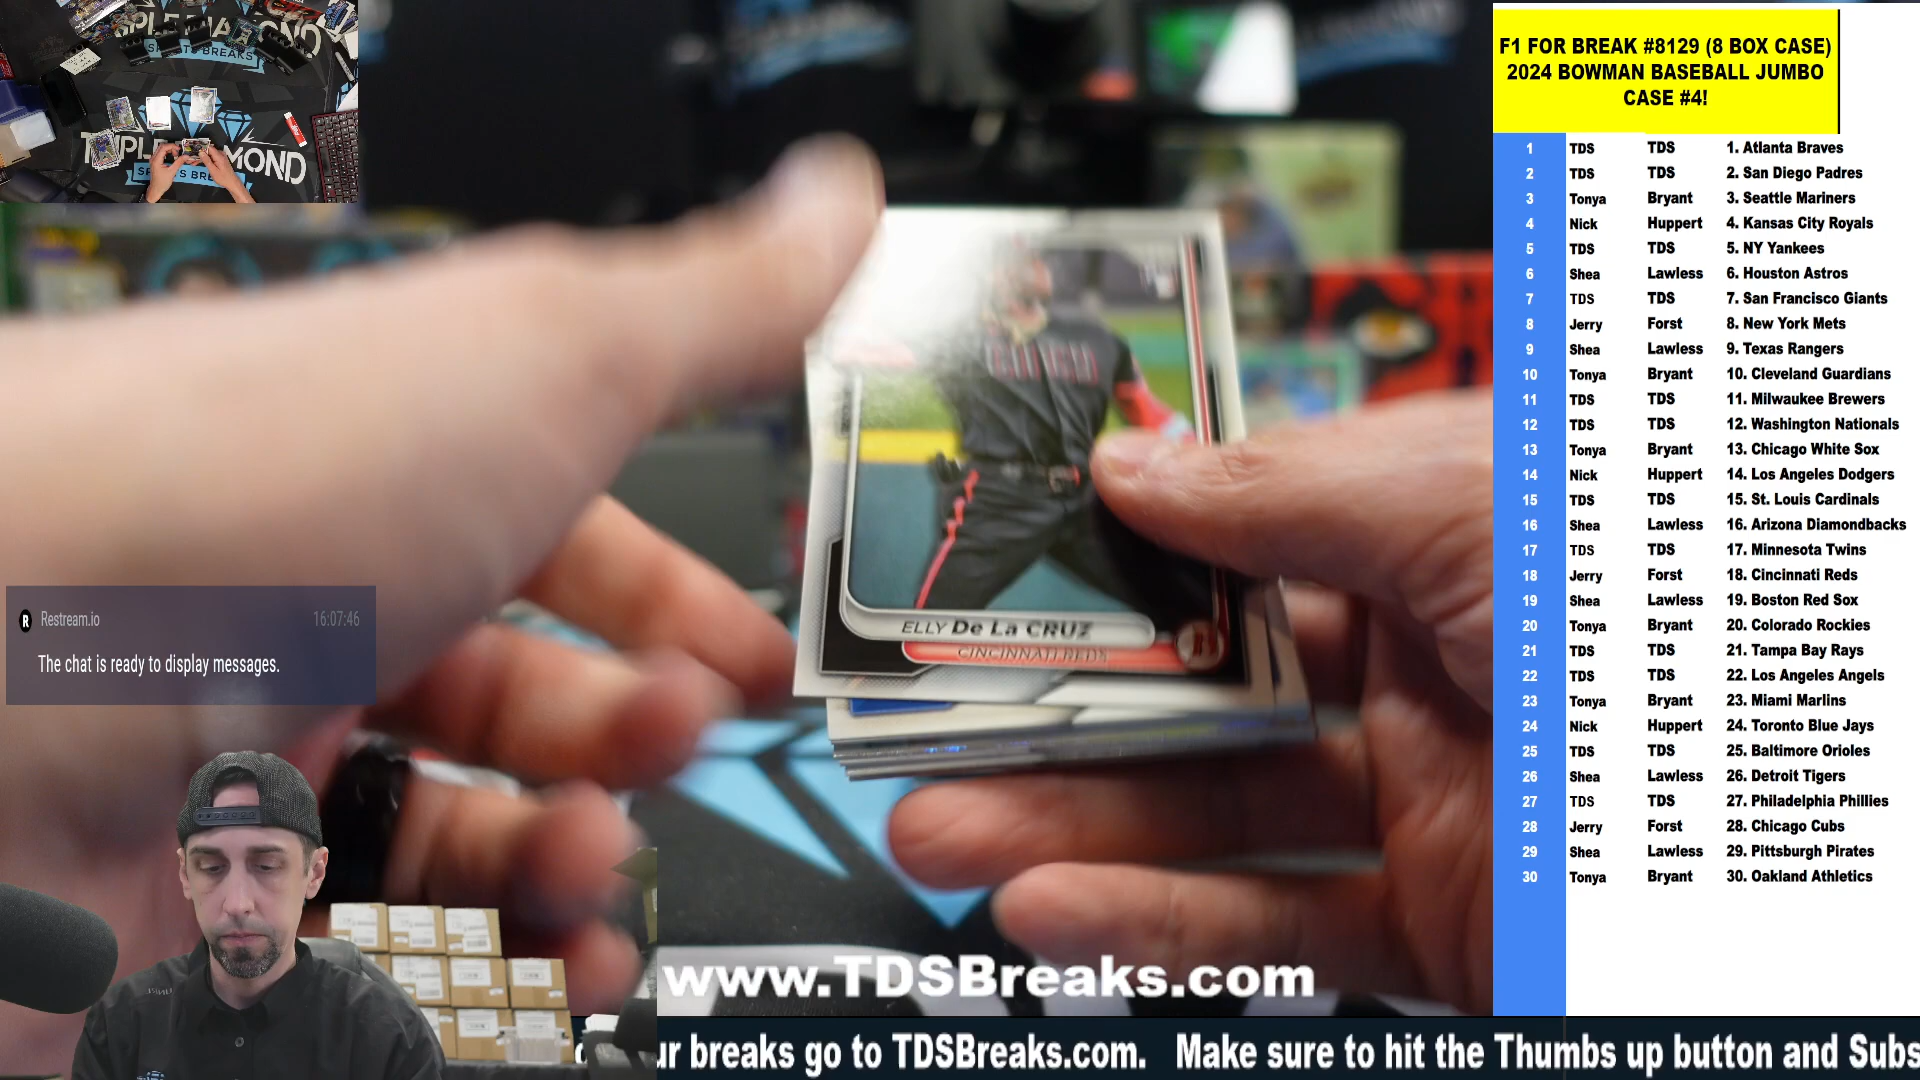 TRIPLE DIAMOND
SPORTS BREAKS
F1 FOR BREAK #8129 (8 BOX CASE)
2024 BOWMAN BASEBALL JUMBO
CASE #4!
1 TDS TDS 1. Atlanta Braves
2 TDS TDS 2. San Diego Padres
3 Tonya Bryant 3. Seattle Mariners
4 Nick Huppert 4. Kansas City Royals
5 TDS TDS 5. NY Yankees
6 Shea Lawless 6. Houston Astros
7 TDS TDS 7. San Francisco Giants
8 Jerry Forst 8. New York Mets
9 Shea Lawless 9. Texas Rangers
10 Tonya Bryant 10. Cleveland Guardians
11 TDS TDS 11. Milwaukee Brewers
12 TDS TDS 12. Washington Nationals
13 Tonya Bryant 13. Chicago White Sox
14 Nick Huppert 14. Los Angeles Dodgers
15 TDS TDS 15. St. Louis Cardinals
16 Shea Lawless 16. Arizona Diamondbacks
17 TDS TDS 17. Minnesota Twins
18 Jerry Forst 18. Cincinnati Reds
19 Shea Lawless 19. Boston Red Sox
20 Tonya Bryant 20. Colorado Rockies
21 TDS TDS 21. Tampa Bay Rays
22 TDS TDS 22. Los Angeles Angels
23 Tonya Bryant 23. Miami Marlins
24 Nick Huppert 24. Toronto Blue Jays
25 TDS TDS 25. Baltimore Orioles
26 Shea Lawless 26. Detroit Tigers
27 TDS TDS 27. Philadelphia Phillies
28 Jerry Forst 28. Chicago Cubs
29 Shea Lawless 29. Pittsburgh Pirates
30 Tonya Bryant 30. Oakland Athletics
ELLY De La CRUZ
CINCINNATI REDS
Restream.io 16:07:46
The chat is ready to display messages.
www.TDSBreaks.com
ur breaks go to TDSBreaks.com. Make sure to hit the Thumbs up button and Subs